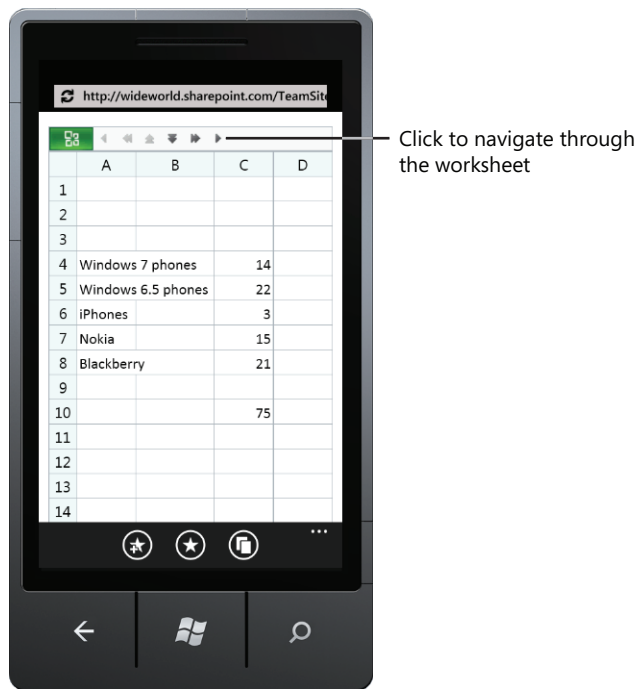 http://wideworld.sharepoint.com/TeamSite
A B C D
1
2
3
4 Windows 7 phones 14
5 Windows 6.5 phones 22
6 iPhones 3
7 Nokia 15
8 Blackberry 21
9
10 75
11
12
13
14
Click to navigate through
the worksheet